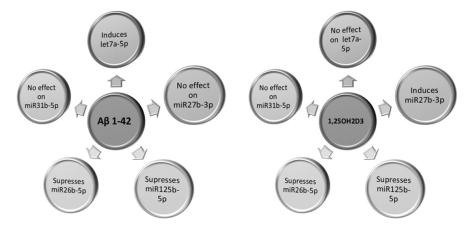 Induces
let7a-5p
No effect
on
miR31b-5p
No effect
on
miR27b-3p
Aβ 1-42
Supresses
miR26b-5p
Supresses
miR125b-
5p
No effect
on let7a-
5p
No effect
on
miR31b-5p
Induces
miR27b-3p
1,25OH2D3
Supresses
miR26b-5p
Supresses
miR125b-
5p